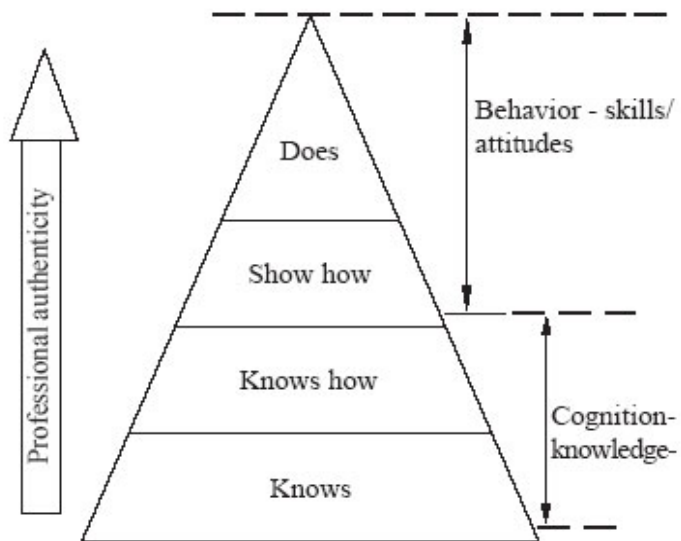 Professional authenticity
Does
Show how
Knows how
Knows
Behavior - skills/
attitudes
Cognition-
knowledge-